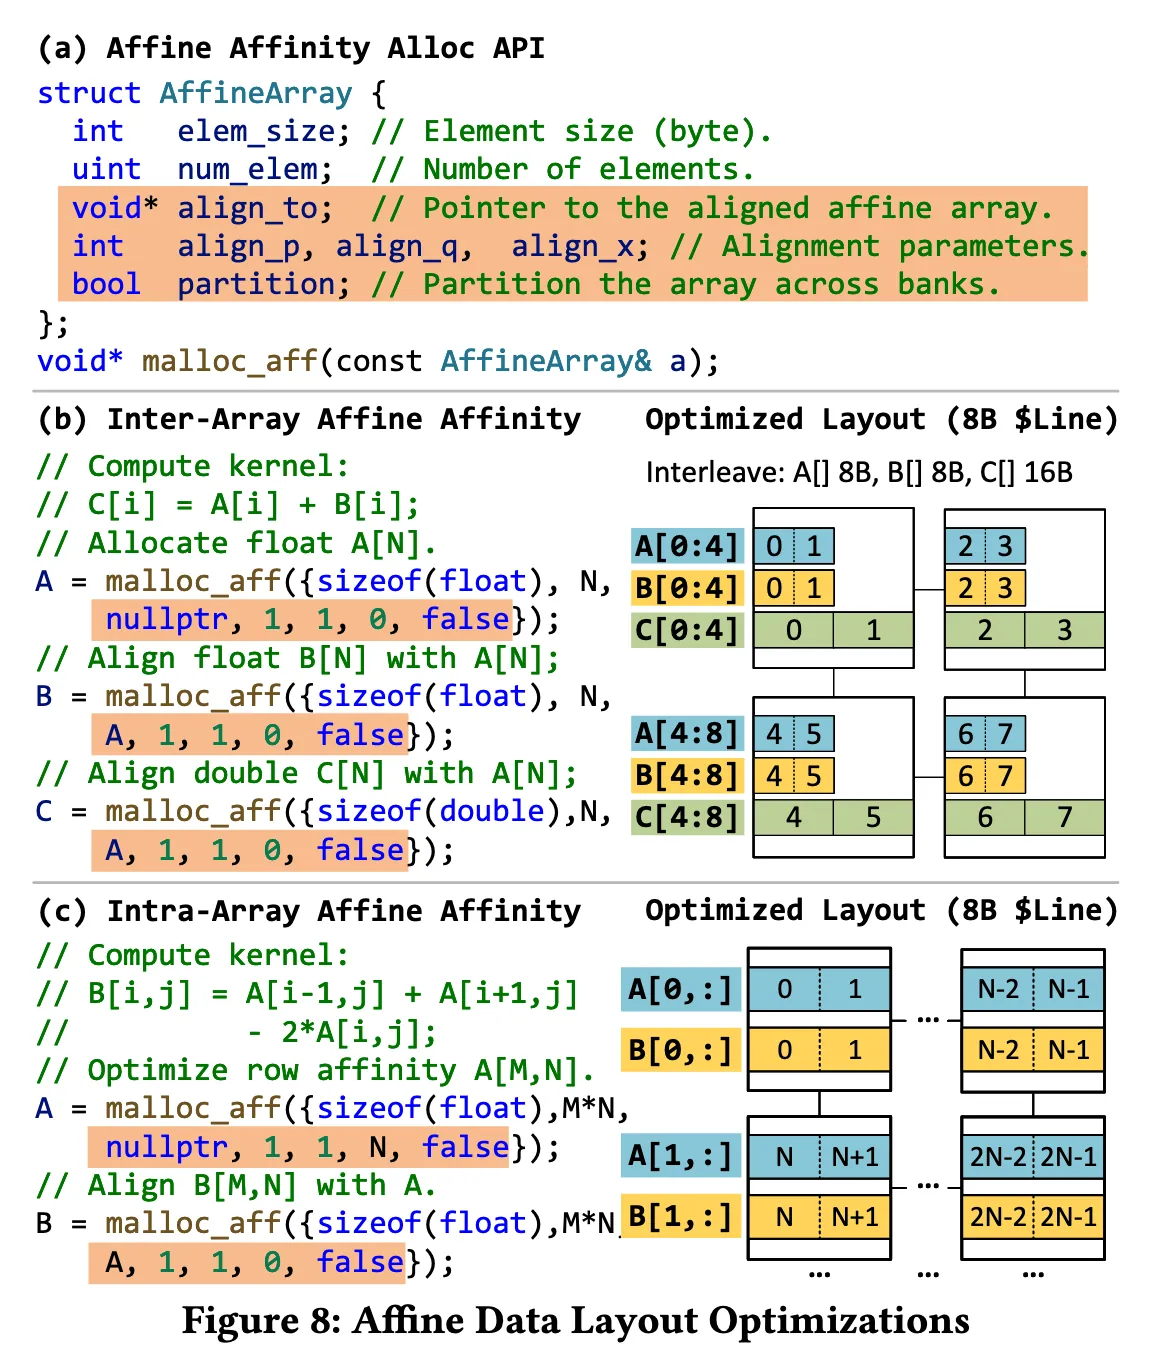 (a) Affine Affinity Alloc API
struct AffineArray {
int elem_size; // Element size (byte).
uint num_elem; // Number of elements.
void* align_to; // Pointer to the aligned affine array.
int align_p, align_q, align_x; // Alignment parameters.
bool partition; // Partition the array across banks.
};
void* malloc_aff(const AffineArray& a);
(b) Inter-Array Affine Affinity
// Compute kernel:
// C[i] = A[i] + B[i];
// Allocate float A[N].
A = malloc_aff({sizeof(float), N,
nullptr, 1, 1, 0, false});
// Align float B[N] with A[N];
B = malloc_aff({sizeof(float), N,
A, 1, 1, 0, false});
// Align double C[N] with A[N];
C = malloc_aff({sizeof(double),N,
A, 1, 1, 0, false});
Optimized Layout (8B $Line)
Interleave: A[] 8B, B[] 8B, C[] 16B
A[0:4] 0 1 2 3
B[0:4] 0 1 2 3
C[0:4] 0 1 2 3
A[4:8] 4 5 6 7
B[4:8] 4 5 6 7
C[4:8] 4 5 6 7
(c) Intra-Array Affine Affinity
// Compute kernel:
// B[i,j] = A[i-1,j] + A[i+1,j]
// - 2*A[i,j];
// Optimize row affinity A[M,N].
A = malloc_aff({sizeof(float),M*N,
nullptr, 1, 1, N, false});
// Align B[M,N] with A.
B = malloc_aff({sizeof(float),M*N,
A, 1, 1, 0, false});
Optimized Layout (8B $Line)
A[0,:] 0 1 N-2 N-1
...
B[0,:] 0 1 N-2 N-1
A[1,:] N N+1 2N-2 2N-1
...
B[1,:] N N+1 2N-2 2N-1
... ... ...
Figure 8: Affine Data Layout Optimizations